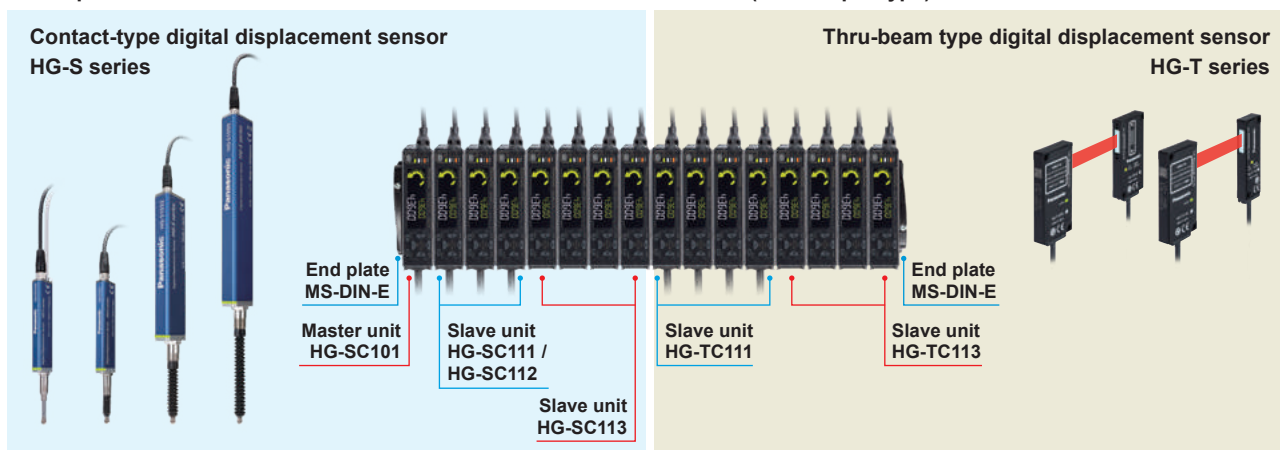 Contact-type digital displacement sensor
HG-S series
Thru-beam type digital displacement sensor
HG-T series
Panasonic
Panasonic
End plate
MS-DIN-E
Master unit
HG-SC101
Slave unit
HG-SC111 /
HG-SC112
Slave unit
HG-SC113
Slave unit
HG-TC111
Slave unit
HG-TC113
End plate
MS-DIN-E